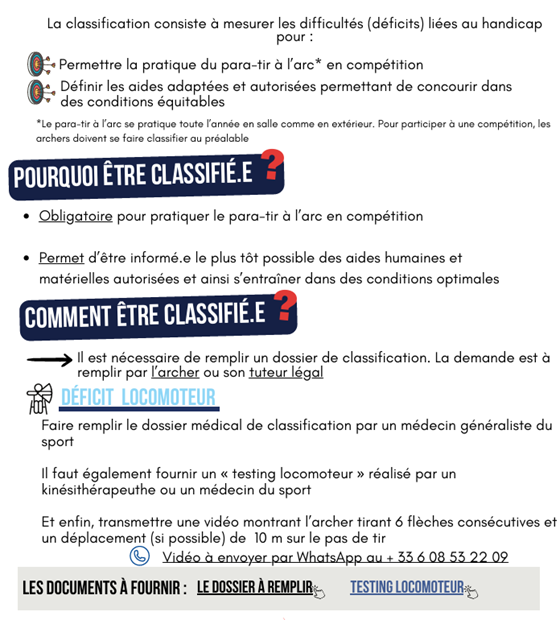 La classification consiste à mesurer les difficultés (déficits) liées au handicap
pour :
Permettre la pratique du para-tir à l'arc* en compétition
Définir les aides adaptées et autorisées permettant de concourir dans
des conditions équitables
*Le para-tir à l'arc se pratique toute l'année en salle comme en extérieur. Pour participer à une compétition, les
archers doivent se faire classifier au préalable
POURQUOI ÊTRE CLASSIFIÉ.E ?
• Obligatoire pour pratiquer le para-tir à l'arc en compétition
• Permet d'être informé.e le plus tôt possible des aides humaines et
matérielles autorisées et ainsi s'entraîner dans des conditions optimales
COMMENT ÊTRE CLASSIFIÉ.E ?
Il est nécessaire de remplir un dossier de classification. La demande est à
remplir par l'archer ou son tuteur légal
DÉFICIT LOCOMOTEUR
Faire remplir le dossier médical de classification par un médecin généraliste du
sport
Il faut également fournir un « testing locomoteur » réalisé par un
kinésithérapeuthe ou un médecin du sport
Et enfin, transmettre une vidéo montrant l'archer tirant 6 flèches consécutives et
un déplacement (si possible) de 10 m sur le pas de tir
Vidéo à envoyer par WhatsApp au + 33 6 08 53 22 09
LES DOCUMENTS À FOURNIR : LE DOSSIER À REMPLIR TESTING LOCOMOTEUR